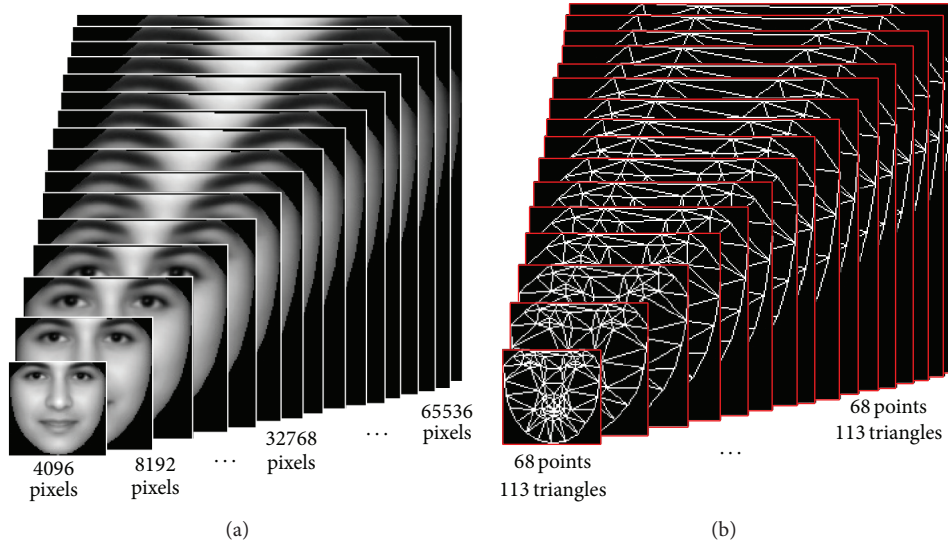 4096
pixels
8192
pixels
...
32768
pixels
...
65536
pixels
(a)
68 points
113 triangles
...
68 points
113 triangles
(b)